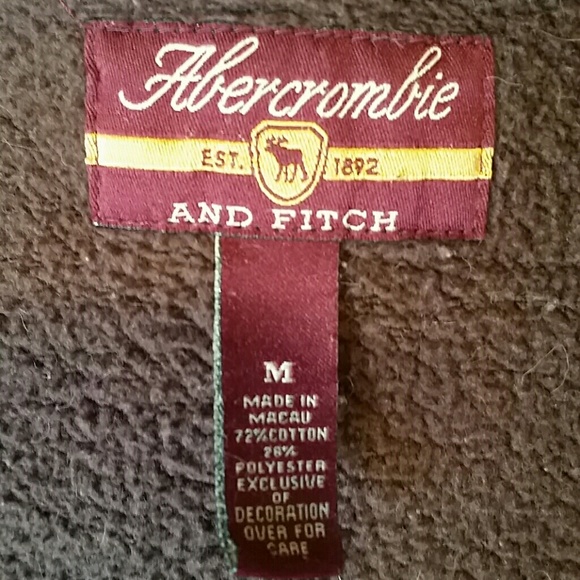 Abercrombie
EST. 1892
AND FITCH
M
MADE IN
MACAU
72% COTTON
28%
POLYESTER
EXCLUSIVE
OF
DECORATION
OVER FOR
CARE